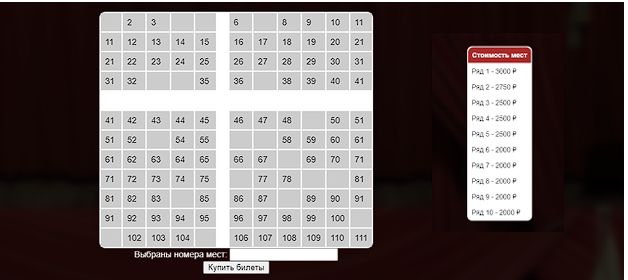 2 3 6 8 9 10 11
11 12 13 14 15 16 17 18 19 20 21
21 22 23 24 25 26 27 28 29 30 31
31 32 35 36 38 39 40 41
41 42 43 44 45 46 47 48 50 51
51 52 54 55 58 59 60 61
61 62 63 64 65 66 67 69 70 71
71 72 73 74 75 77 78 81
81 82 83 85 86 87 89 90 91
91 92 93 94 95 96 97 98 99 100
102 103 104 106 107 108 109 110 111
Выбраны номера мест:
Купить билеты
Стоимость мест
Ряд 1 - 3000 ₽
Ряд 2 - 2750 ₽
Ряд 3 - 2500 ₽
Ряд 4 - 2500 ₽
Ряд 5 - 2500 ₽
Ряд 6 - 2000 ₽
Ряд 7 - 2000 ₽
Ряд 8 - 2000 ₽
Ряд 9 - 2000 ₽
Ряд 10 - 2000 ₽